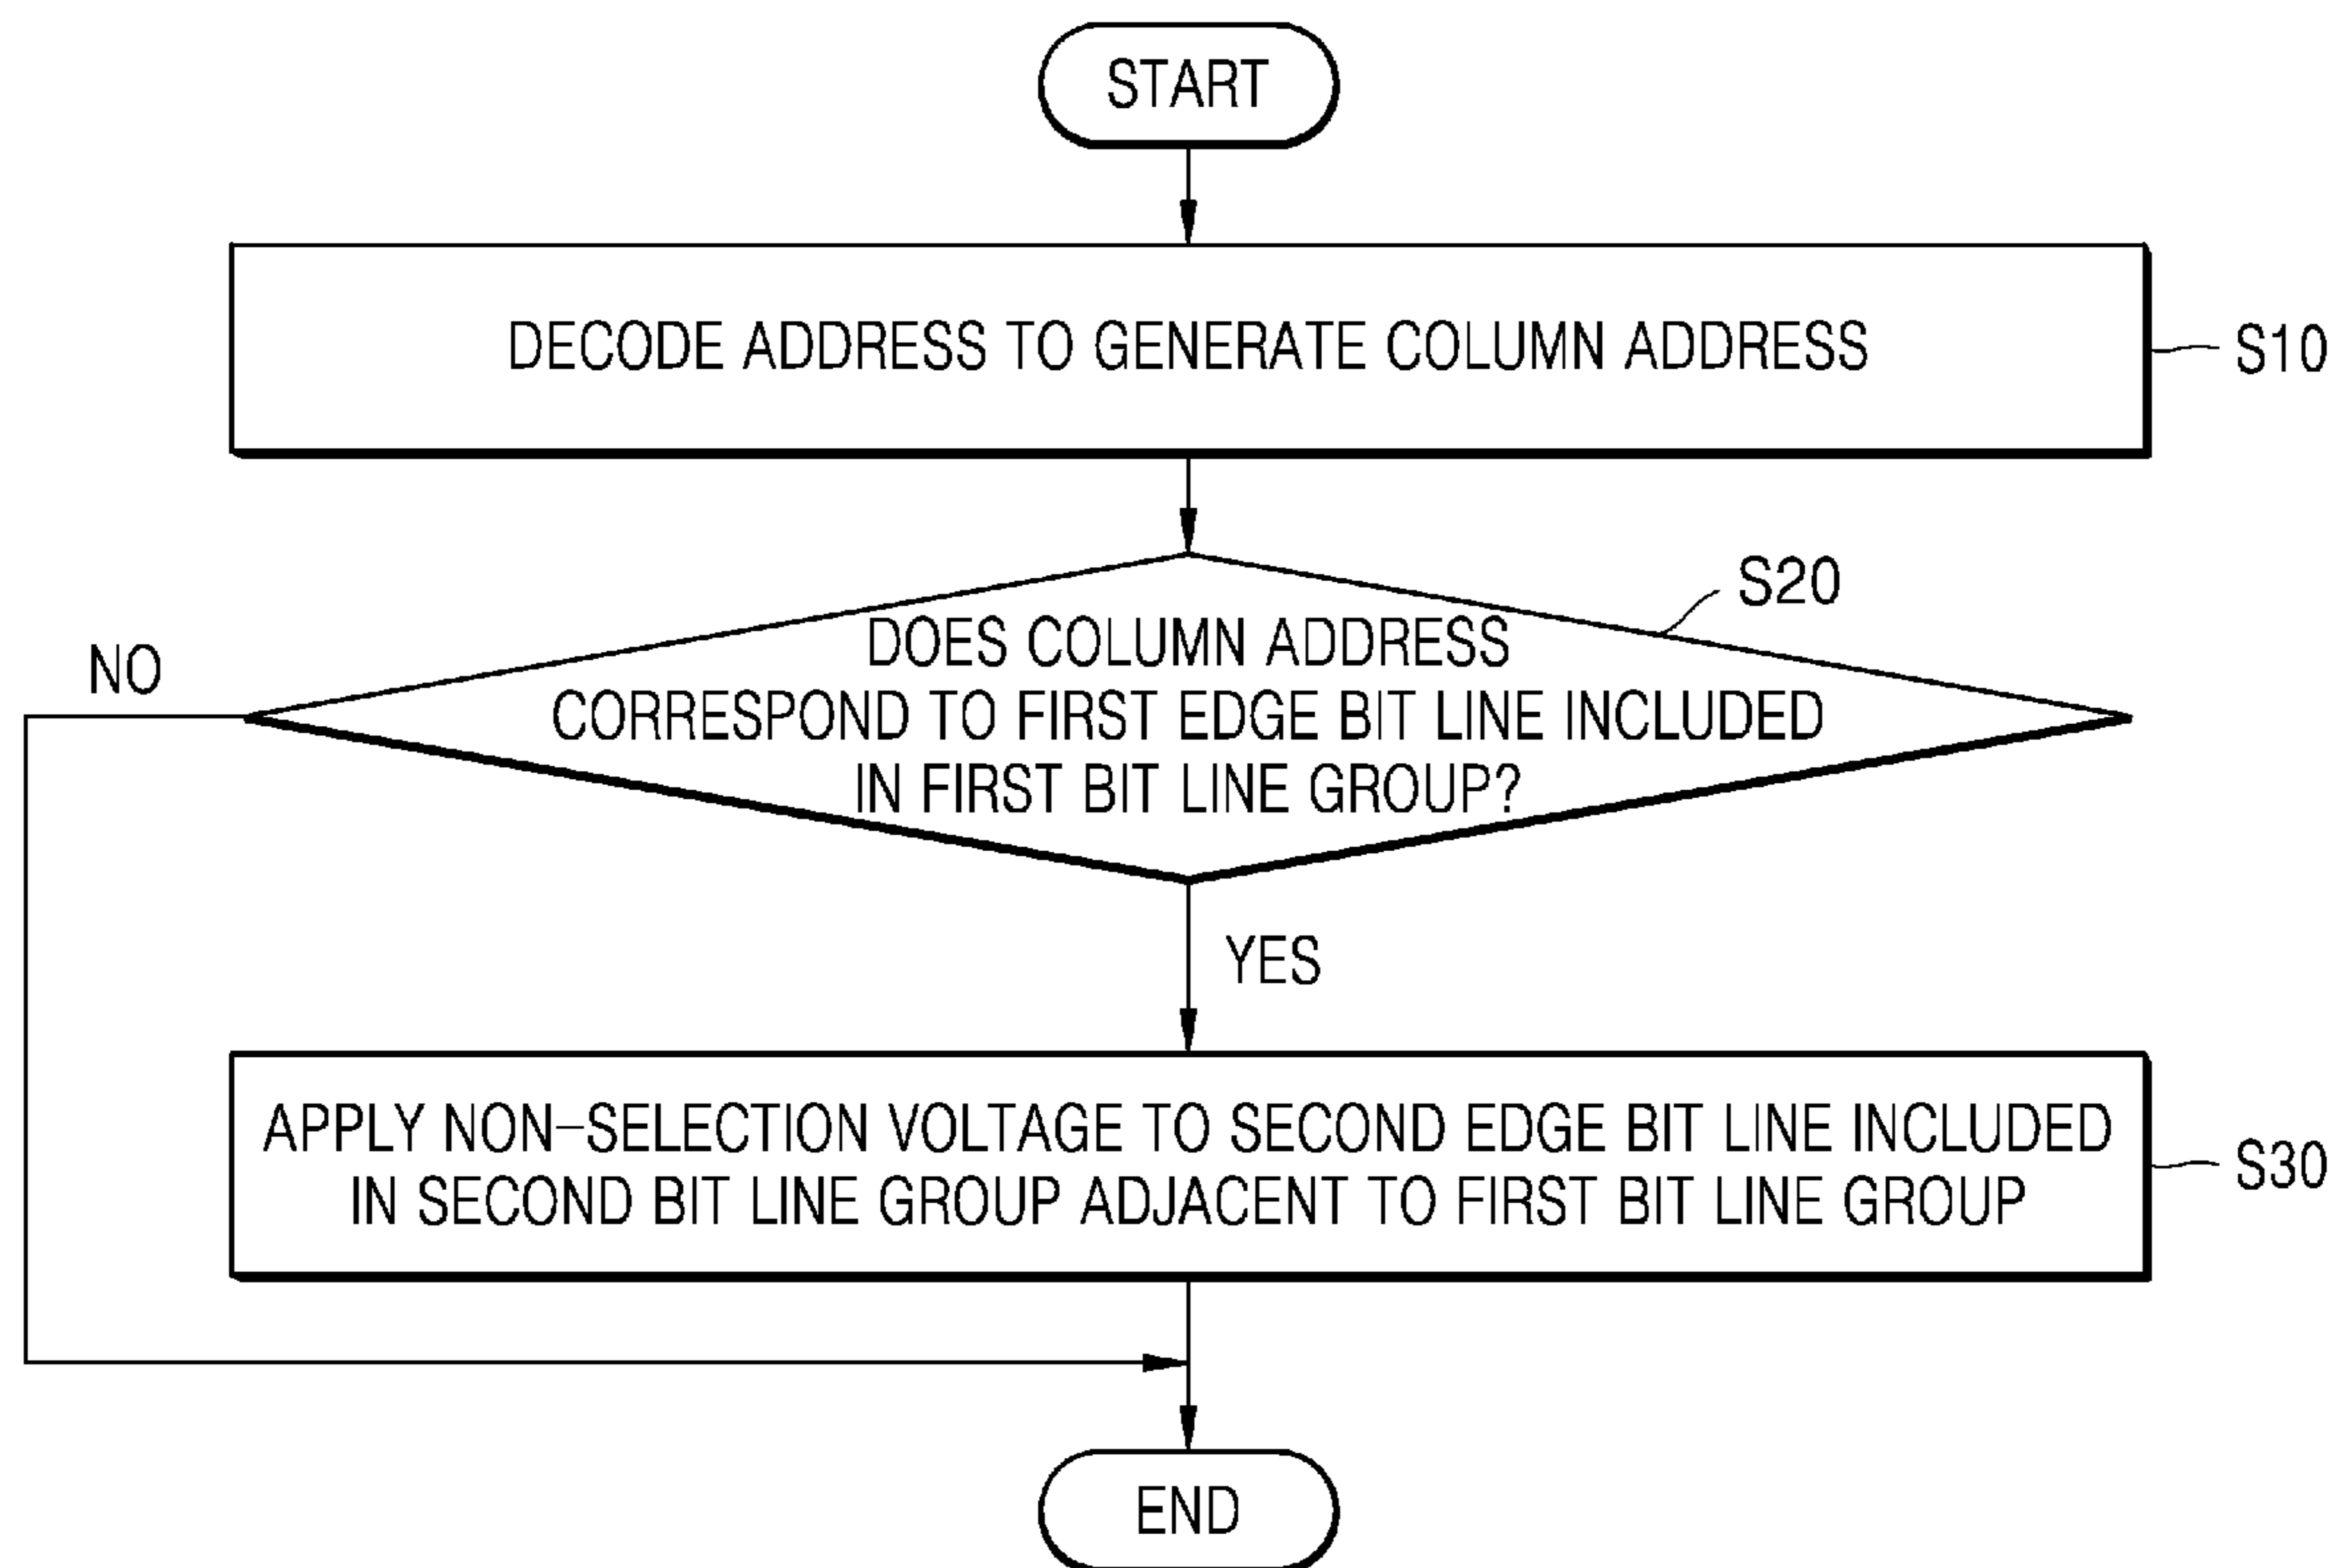 START
DECODE ADDRESS TO GENERATE COLUMN ADDRESS
S10
S20
DOES COLUMN ADDRESS
CORRESPOND TO FIRST EDGE BIT LINE INCLUDED
IN FIRST BIT LINE GROUP?
NO
YES
APPLY NON-SELECTION VOLTAGE TO SECOND EDGE BIT LINE INCLUDED
IN SECOND BIT LINE GROUP ADJACENT TO FIRST BIT LINE GROUP
S30
END